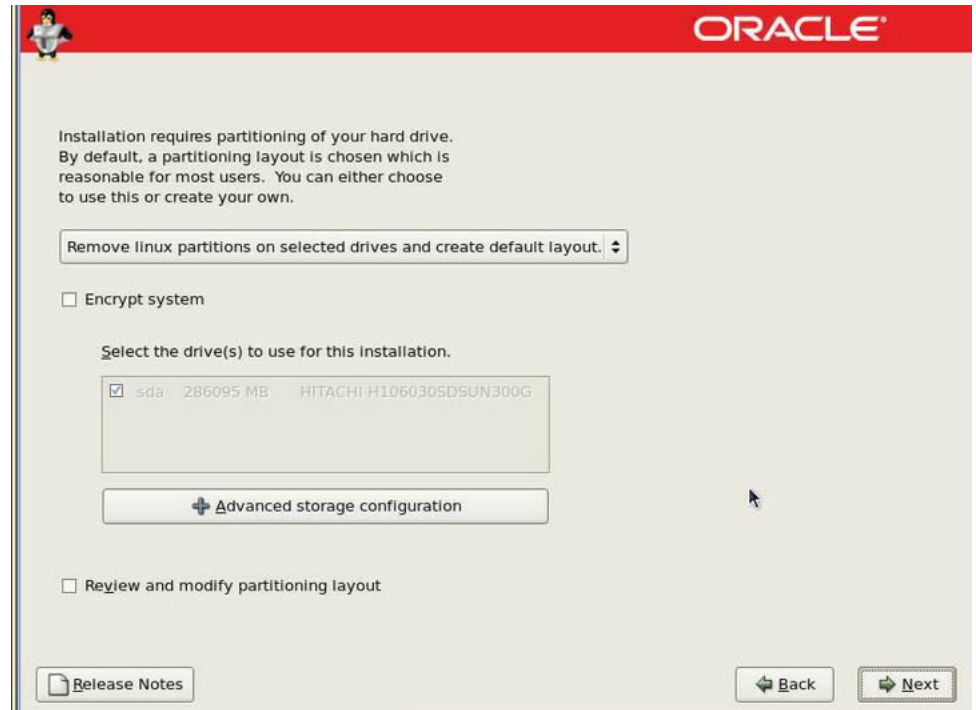 ORACLE®
Installation requires partitioning of your hard drive.
By default, a partitioning layout is chosen which is
reasonable for most users. You can either choose
to use this or create your own.
Remove linux partitions on selected drives and create default layout.
Encrypt system
Select the drive(s) to use for this installation.
sda 286095 MB HITACHI H106030SDSUN300G
Advanced storage configuration
Review and modify partitioning layout
Release Notes
Back
Next